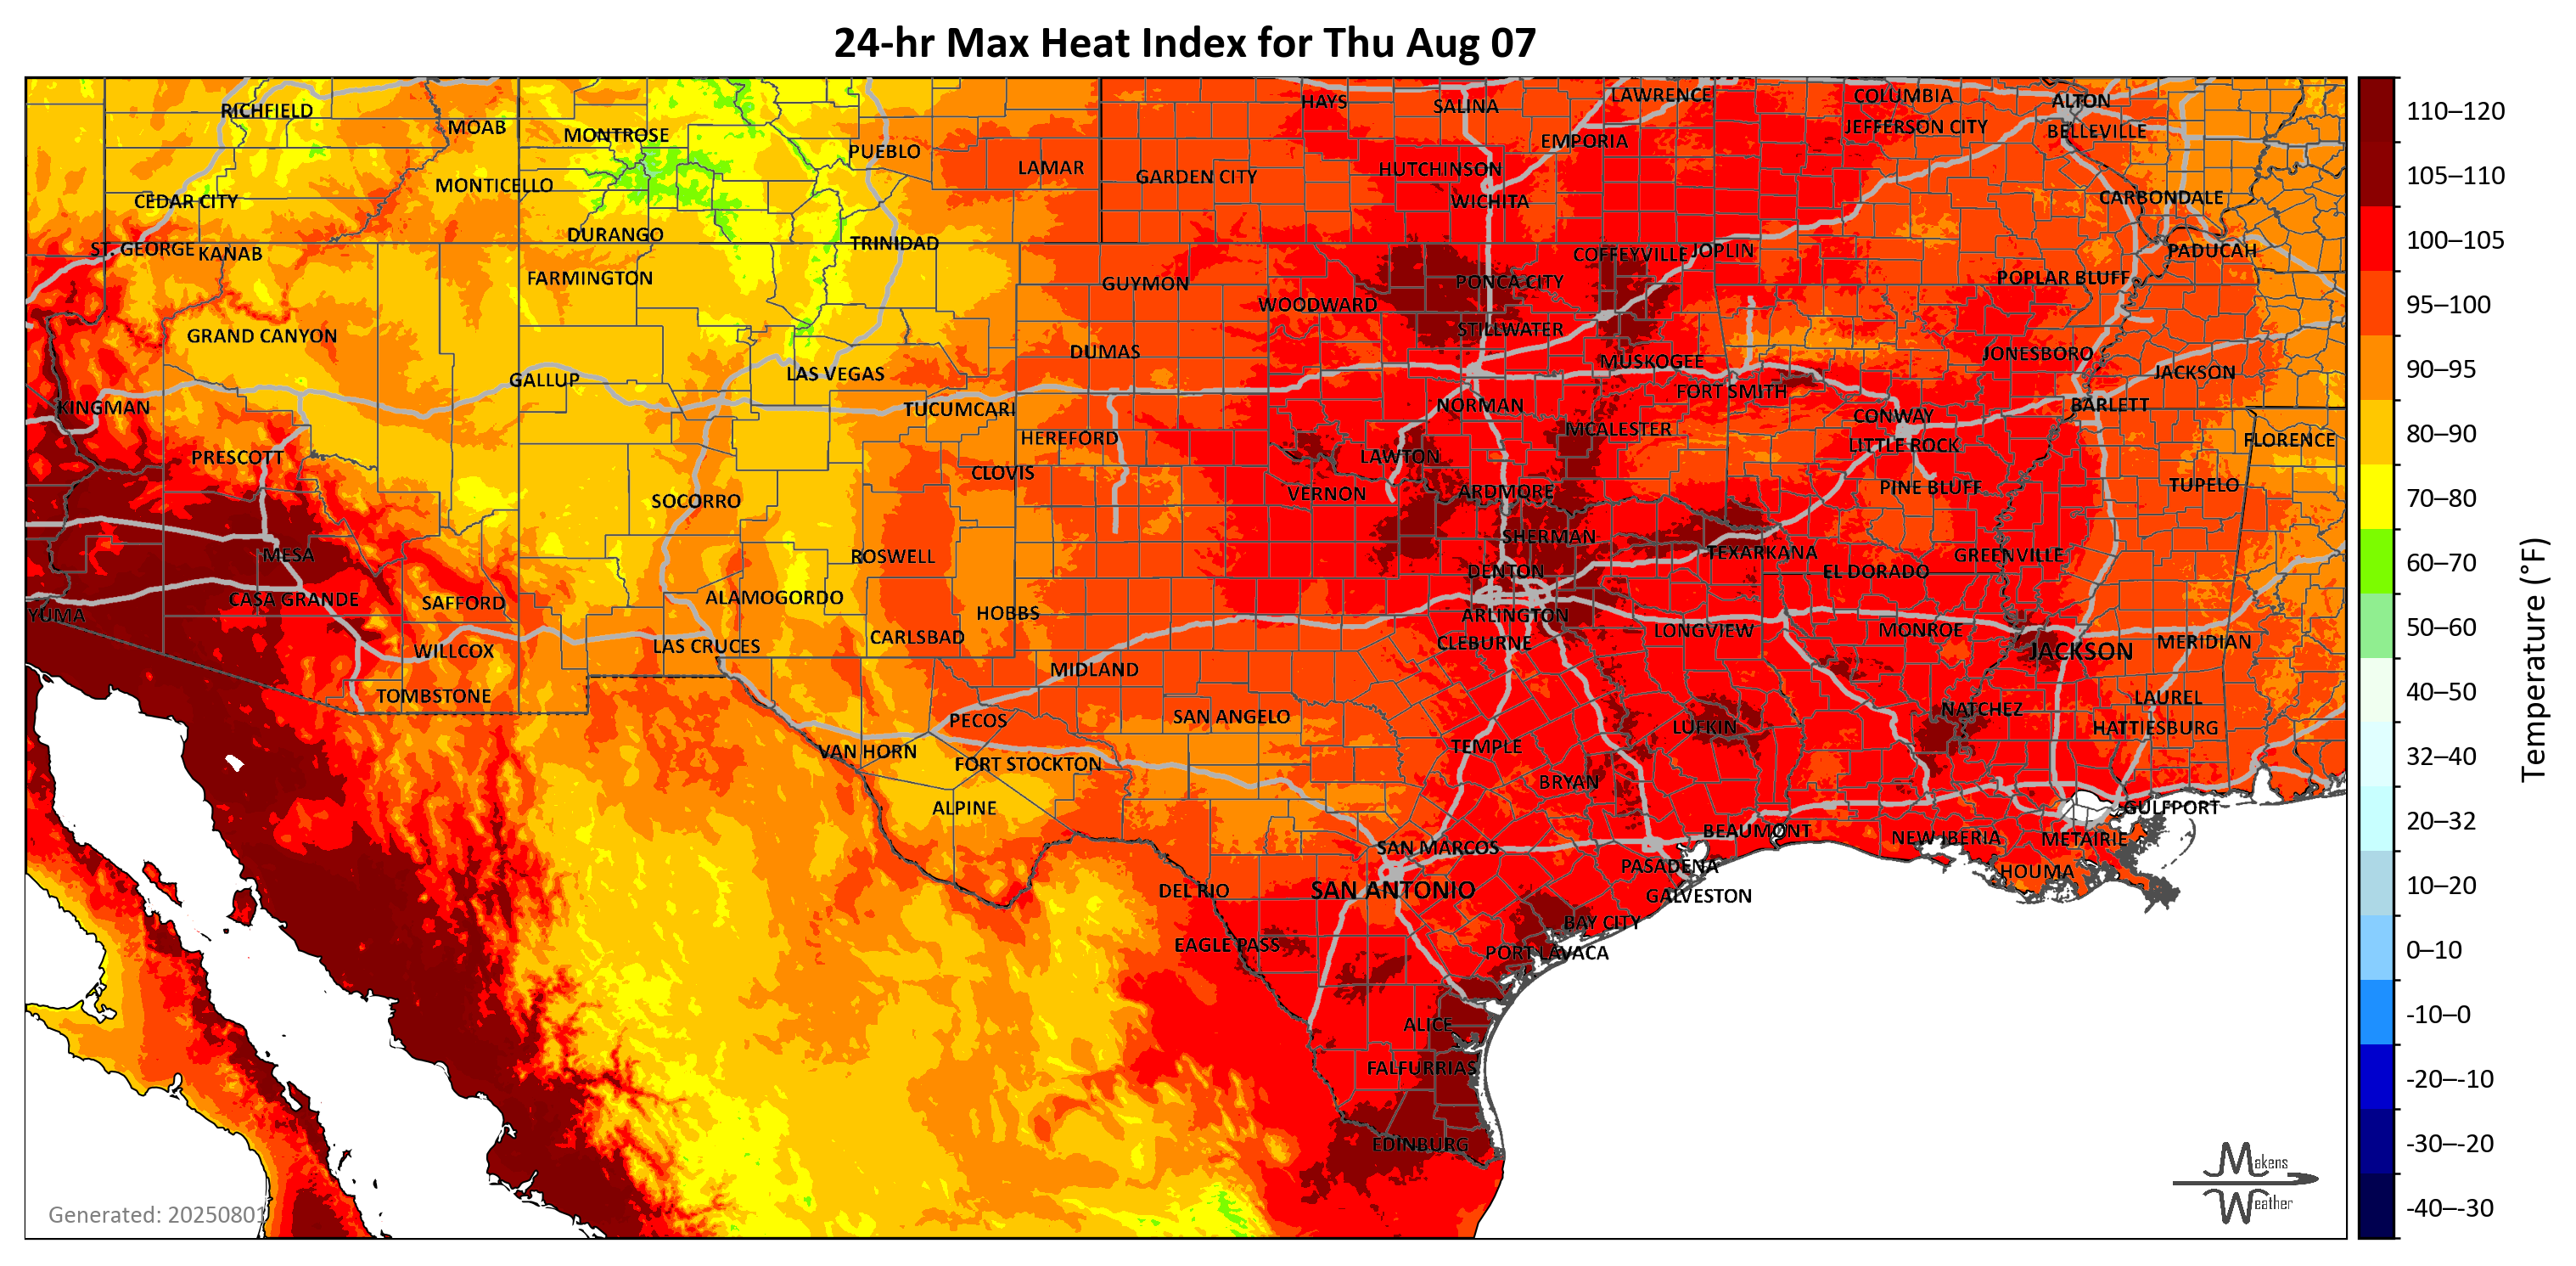 24-hr Max Heat Index for Thu Aug 07
RICHFIELD
MOAB
MONTROSE
PUEBLO
LAMAR
HAYS
SALINA
LAWRENCE
COLUMBIA
ALTON
GARDEN CITY
HUTCHINSON
EMPORIA
JEFFERSON CITY
BELLEVILLE
CEDAR CITY
MONTICELLO
DURANGO
TRINIDAD
WICHITA
CARBONDALE
ST. GEORGE
KANAB
FARMINGTON
GUYMON
WOODWARD
PONCA CITY
COFFEYVILLE
JOPLIN
POPLAR BLUFF
PADUCAH
GRAND CANYON
GALLUP
LAS VEGAS
DUMAS
STILLWATER
MUSKOGEE
FORT SMITH
JONESBORO
JACKSON
KINGMAN
TUCUMCARI
HEREFORD
NORMAN
MCALESTER
CONWAY
LITTLE ROCK
BARLETT
FLORENCE
PRESCOTT
SOCORRO
CLOVIS
LAWTON
VERNON
ARDMORE
PINE BLUFF
TUPELO
MESA
ROSWELL
SHERMAN
DENTON
TEXARKANA
EL DORADO
GREENVILLE
YUMA
CASA GRANDE
SAFFORD
ALAMOGORDO
HOBBS
ARLINGTON
CLEBURNE
LONGVIEW
MONROE
JACKSON
MERIDIAN
WILLCOX
LAS CRUCES
CARLSBAD
MIDLAND
TOMBSTONE
PECOS
SAN ANGELO
TEMPLE
LUFKIN
NATCHEZ
LAUREL
HATTIESBURG
VAN HORN
FORT STOCKTON
BRYAN
ALPINE
SAN MARCOS
BEAUMONT
NEW IBERIA
METAIRIE
GULFPORT
DEL RIO
SAN ANTONIO
PASADENA
GALVESTON
HOUMA
EAGLE PASS
BAY CITY
PORT LAVACA
ALICE
FALFURRIAS
EDINBURG
Generated: 20250801
Makens
Weather
110–120
105–110
100–105
95–100
90–95
80–90
70–80
60–70
50–60
40–50
32–40
20–32
10–20
0–10
-10–0
-20–-10
-30–-20
-40–-30
Temperature (°F)